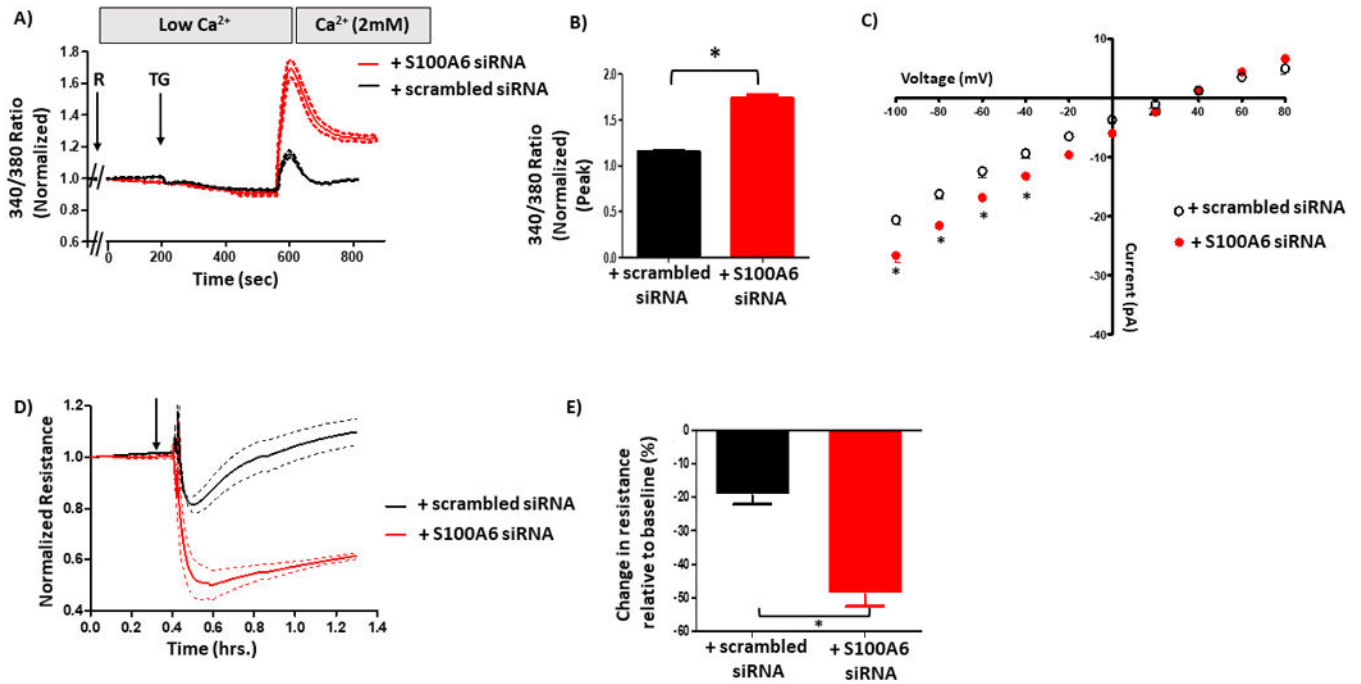 A)
Low Ca²⁺
Ca²⁺ (2mM)
1.8
1.6
1.4
1.2
1.0
0.8
0.6
R
TG
+ S100A6 siRNA
+ scrambled siRNA
340/380 Ratio
(Normalized)
0
200
400
600
800
Time (sec)
B)
*
2.0
1.5
1.0
0.5
0.0
340/380 Ratio
(Normalized)
(Peak)
+ scrambled
siRNA
+ S100A6
siRNA
C)
Voltage (mV)
-100
-80
-60
-40
-20
0
20
40
60
80
10
0
-10
-20
-30
-40
Current (pA)
*
*
*
*
+ scrambled siRNA
+ S100A6 siRNA
D)
1.2
1.0
0.8
0.6
0.4
Normalized Resistance
0.0
0.2
0.4
0.6
0.8
1.0
1.2
1.4
Time (hrs.)
+ scrambled siRNA
+ S100A6 siRNA
E)
0
-10
-20
-30
-40
-50
-60
Change in resistance
relative to baseline (%)
*
+ scrambled
siRNA
+ S100A6
siRNA